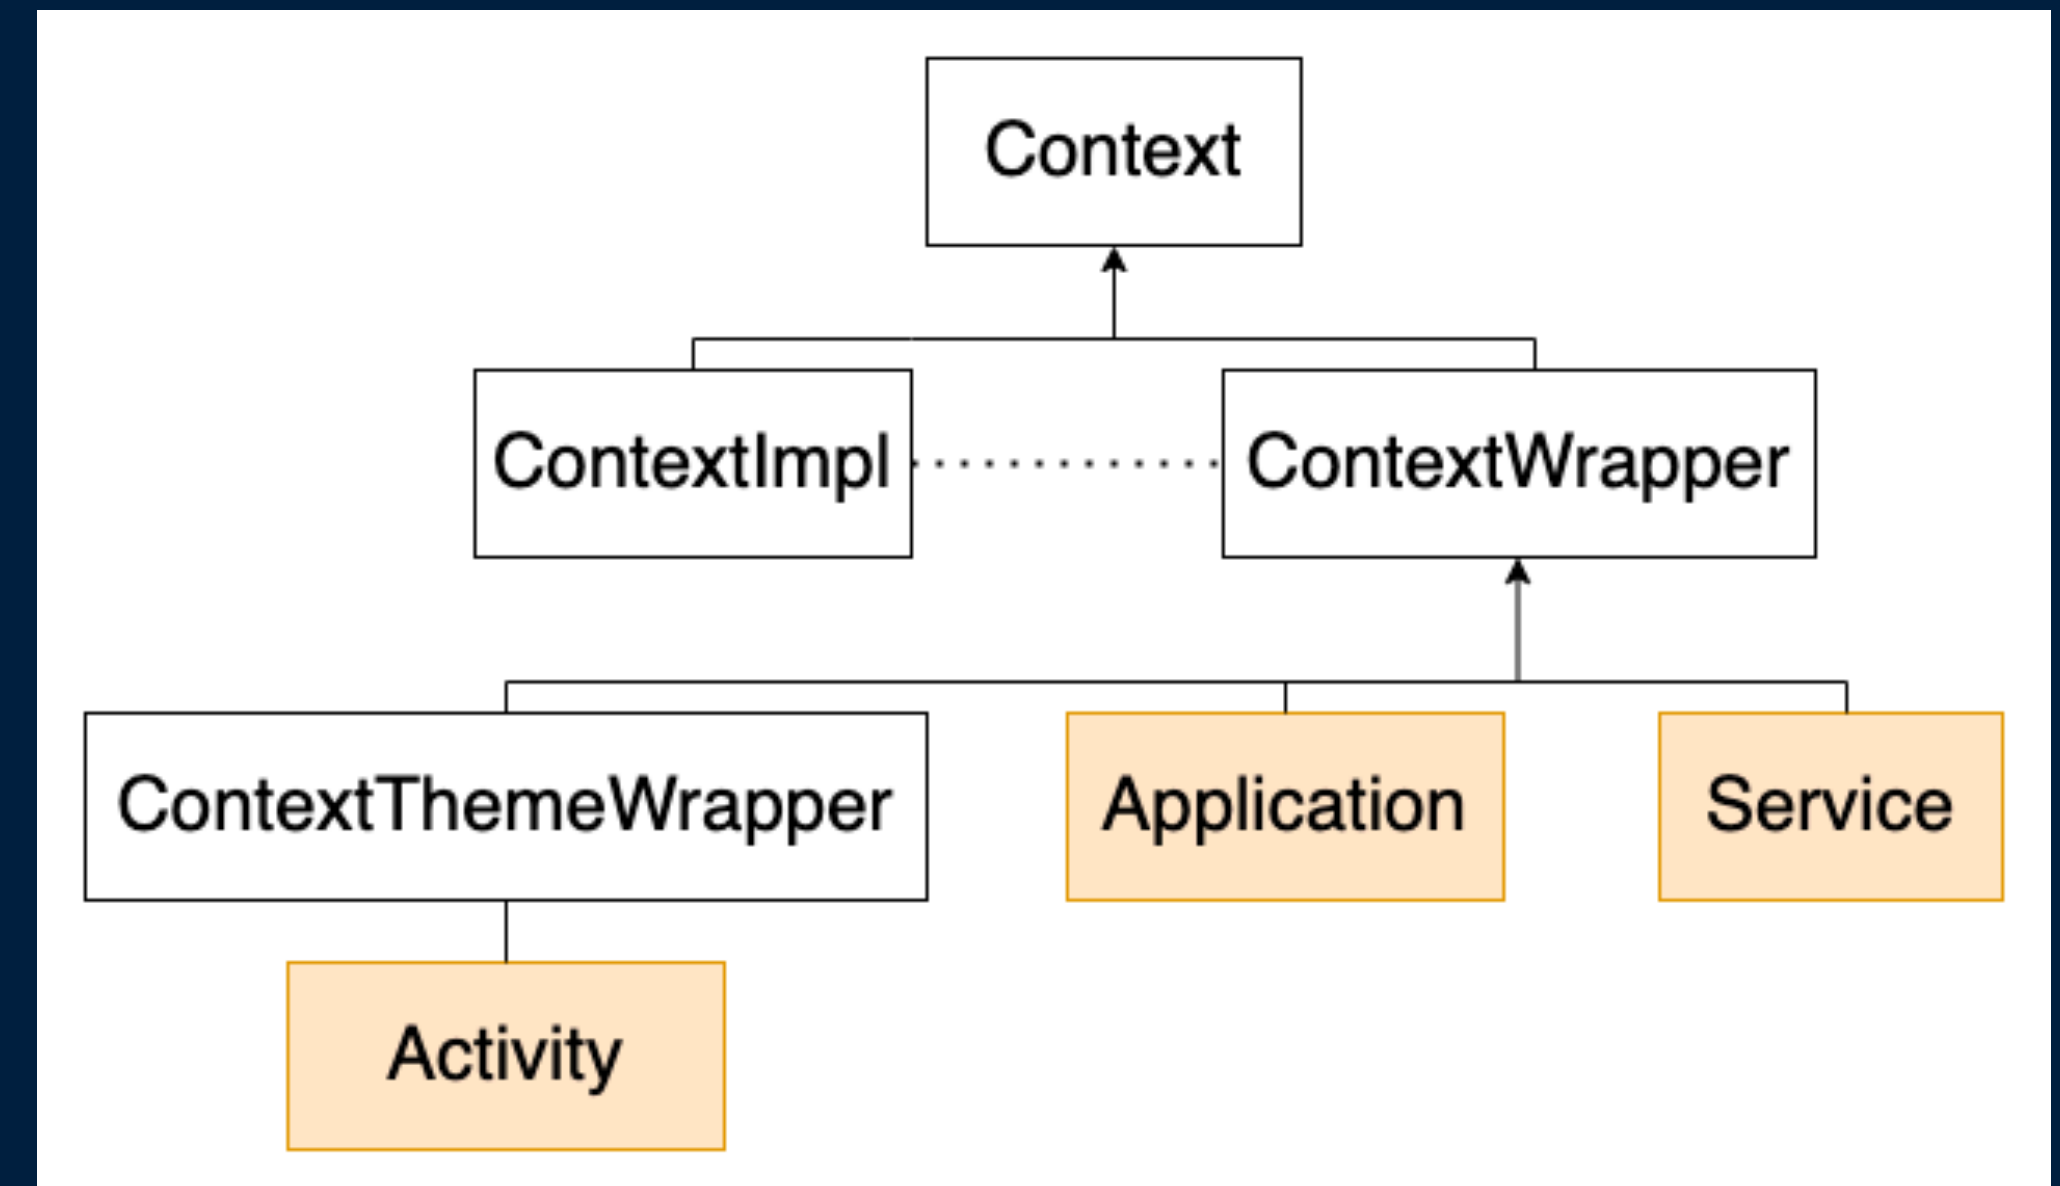 Context
ContextImpl
ContextWrapper
ContextThemeWrapper
Application
Service
Activity